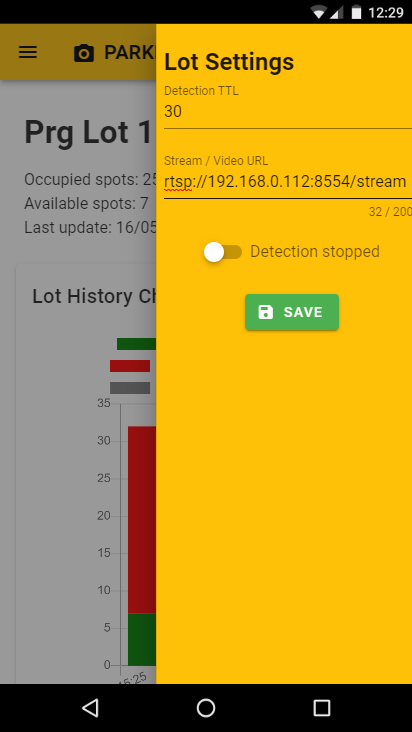 12:29
PARKI
Lot Settings
Detection TTL
30
Prg Lot 1
Stream / Video URL
rtsp://192.168.0.112:8554/stream
Occupied spots: 25
Available spots: 7
32 / 200
Last update: 16/05
Detection stopped
Lot History Ch
SAVE
35
30
25
20
15
10
5
0
15:25